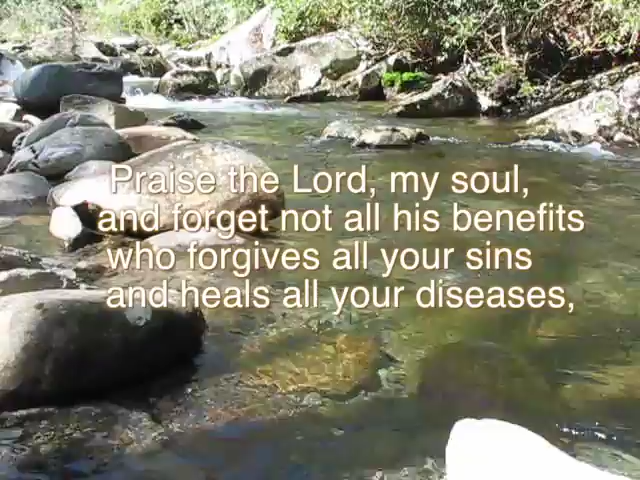 Praise the Lord, my soul,
and forget not all his benefits
who forgives all your sins
and heals all your diseases,